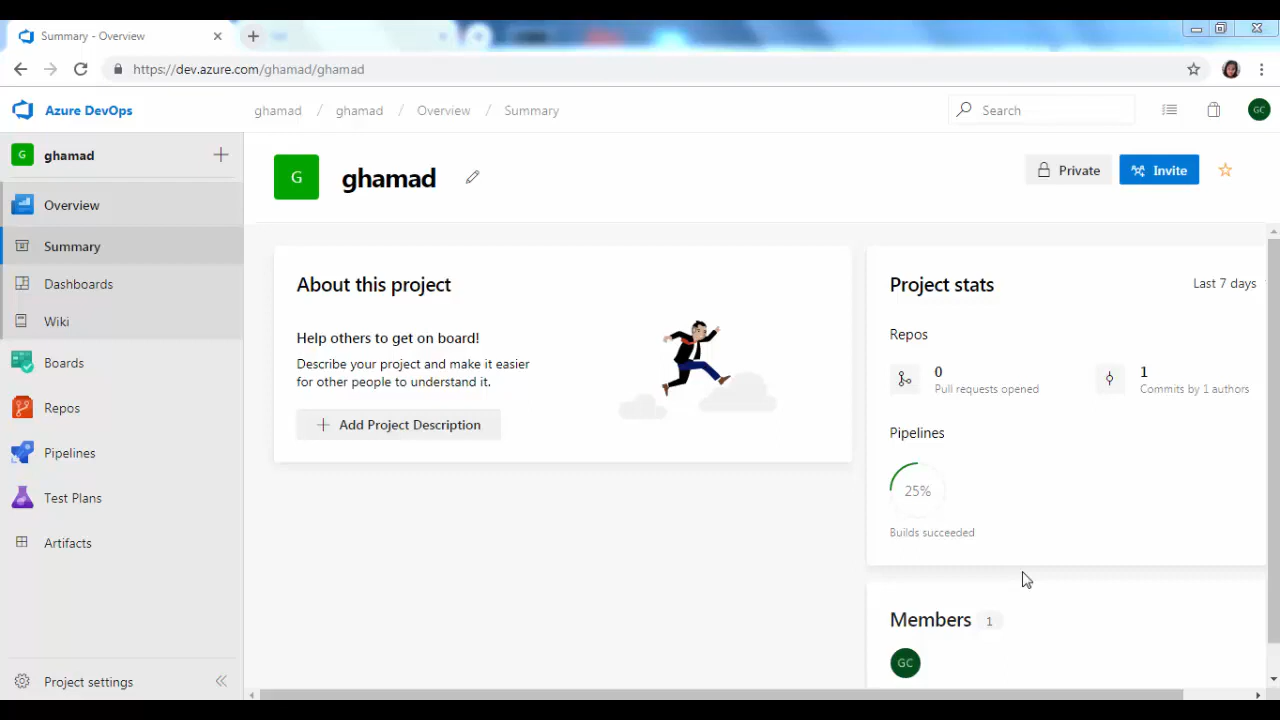 Summary - Overview
https://dev.azure.com/ghamad/ghamad
Azure DevOps
ghamad / ghamad / Overview / Summary
Search
GC
G
ghamad
Overview
Summary
Dashboards
Wiki
Boards
Repos
Pipelines
Test Plans
Artifacts
Project settings
G
ghamad
Private
Invite
About this project
Help others to get on board!
Describe your project and make it easier
for other people to understand it.
Add Project Description
Project stats
Last 7 days
Repos
0
Pull requests opened
1
Commits by 1 authors
Pipelines
25%
Builds succeeded
Members 1
GC